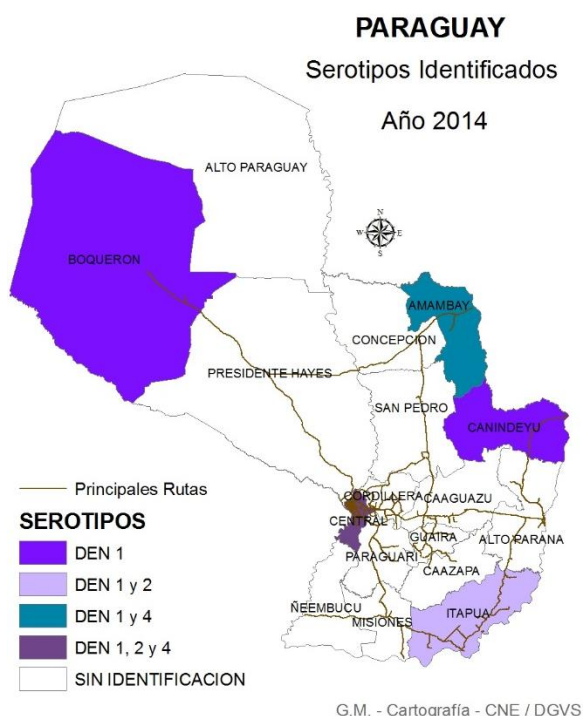 PARAGUAY
Serotipos Identificados
Año 2014
ALTO PARAGUAY
N
W E
S
BOQUERON
AMAMBAY
CONCEPCION
PRESIDENTE HAYES
SAN PEDRO
CANINDEYU
Principales Rutas
CORDILLERA
CAAGUAZU
SEROTIPOS
CENTRAL
GUAIRA
ALTO PARANA
DEN 1
PARAGUARI
CAAZAPA
DEN 1 y 2
ÑEEMBUCU
ITAPUA
MISIONES
DEN 1 y 4
DEN 1, 2 y 4
SIN IDENTIFICACION
G.M. - Cartografía - CNE / DGVS